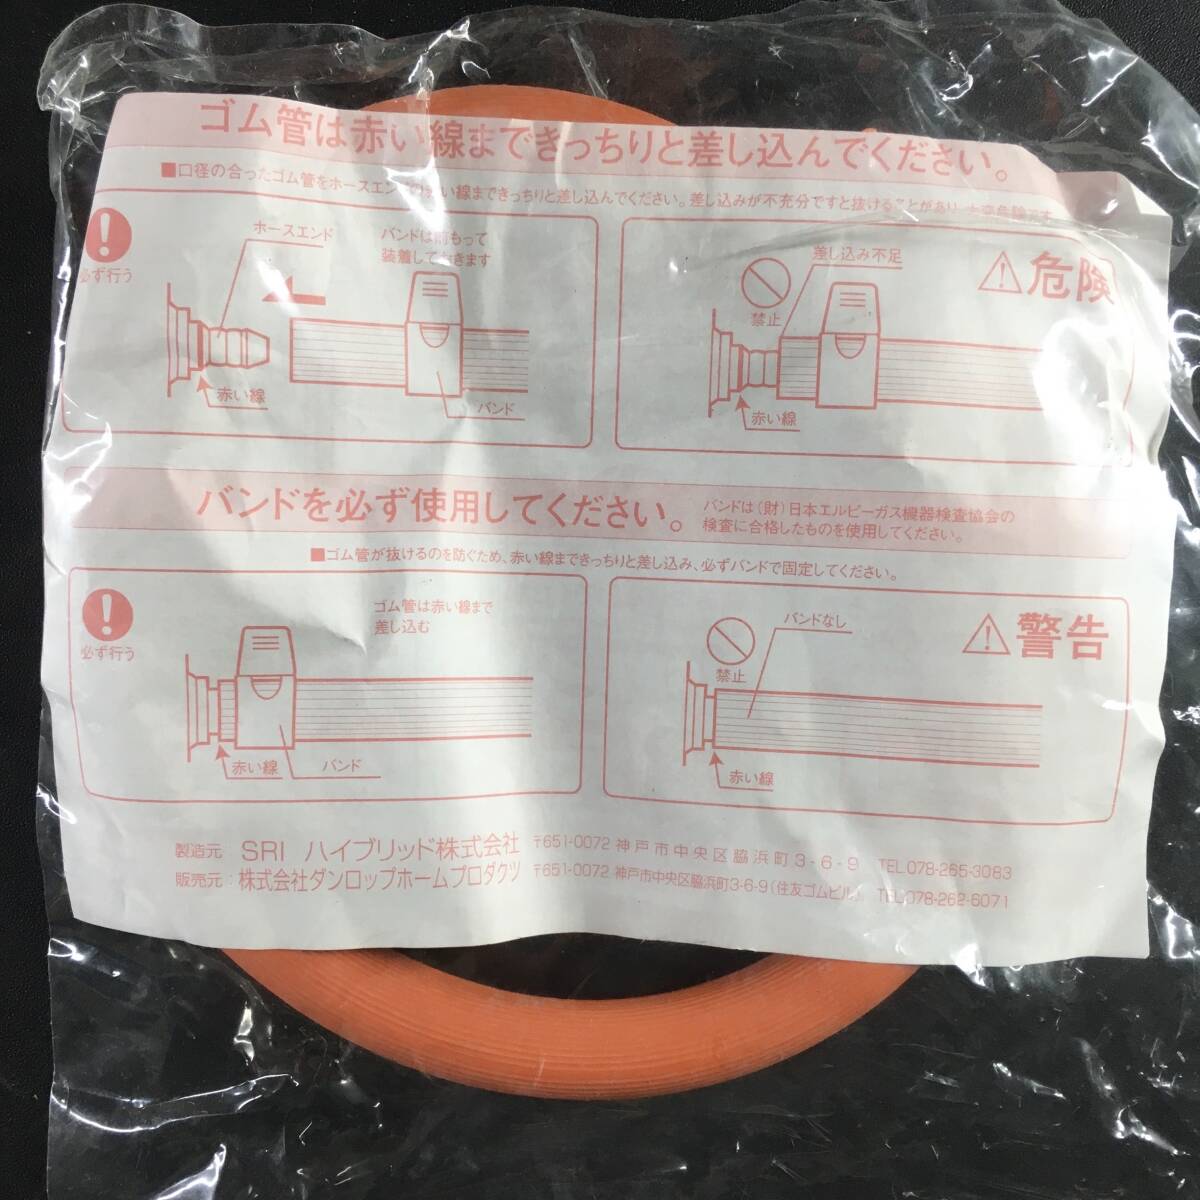 ゴム管は赤い線まできっちりと差し込んでください。
■口径の合ったゴム管をホースエンドの赤い線まできっちりと差し込んでください。差し込みが不充分ですと抜けることがあり、大変危険です。
必ず行う
ホースエンド
バンドは前もって
装着しておきます
赤い線
バンド
差し込み不足
禁止
赤い線
危険
バンドを必ず使用してください。
バンドは(財)日本エルピーガス機器検査協会の
検査に合格したものを使用してください。
■ゴム管が抜けるのを防ぐため、赤い線まできっちりと差し込み、必ずバンドで固定してください。
必ず行う
ゴム管は赤い線まで
差し込む
赤い線
バンド
バンドなし
禁止
赤い線
警告
製造元 SRI ハイブリッド株式会社 〒651-0072 神戸市中央区脇浜町3-6-9 TEL078-265-3083
販売元:株式会社ダンロップホームプロダクツ 〒651-0072 神戸市中央区脇浜町3-6-9(住友ゴムビル) TEL.078-262-6071